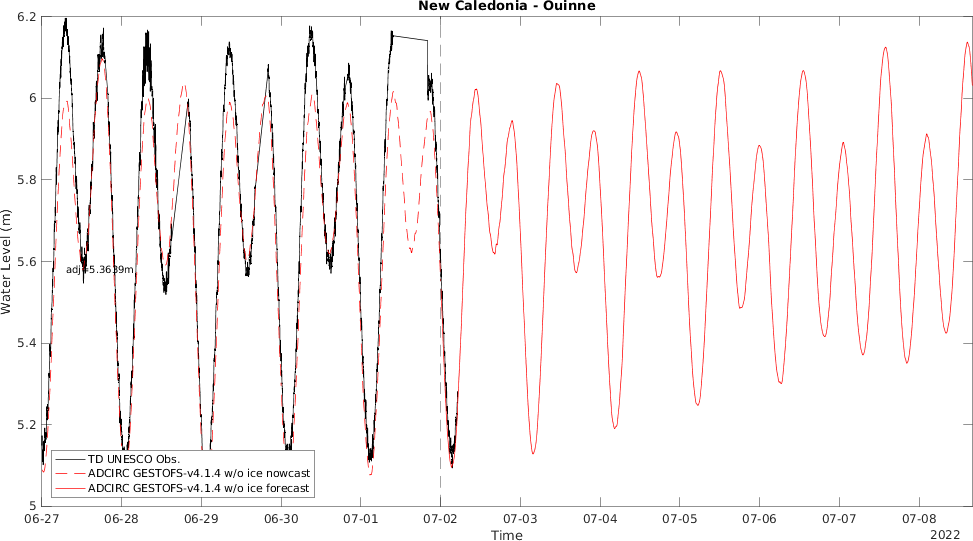 New Caledonia - Ouinne
6.2
6
5.8
5.6
5.4
5.2
5
Water Level (m)
adj=5.3639m
TD UNESCO Obs.
ADCIRC GESTOFS-v4.1.4 w/o ice nowcast
ADCIRC GESTOFS-v4.1.4 w/o ice forecast
06-27 06-28 06-29 06-30 07-01 07-02 07-03 07-04 07-05 07-06 07-07 07-08
Time
2022